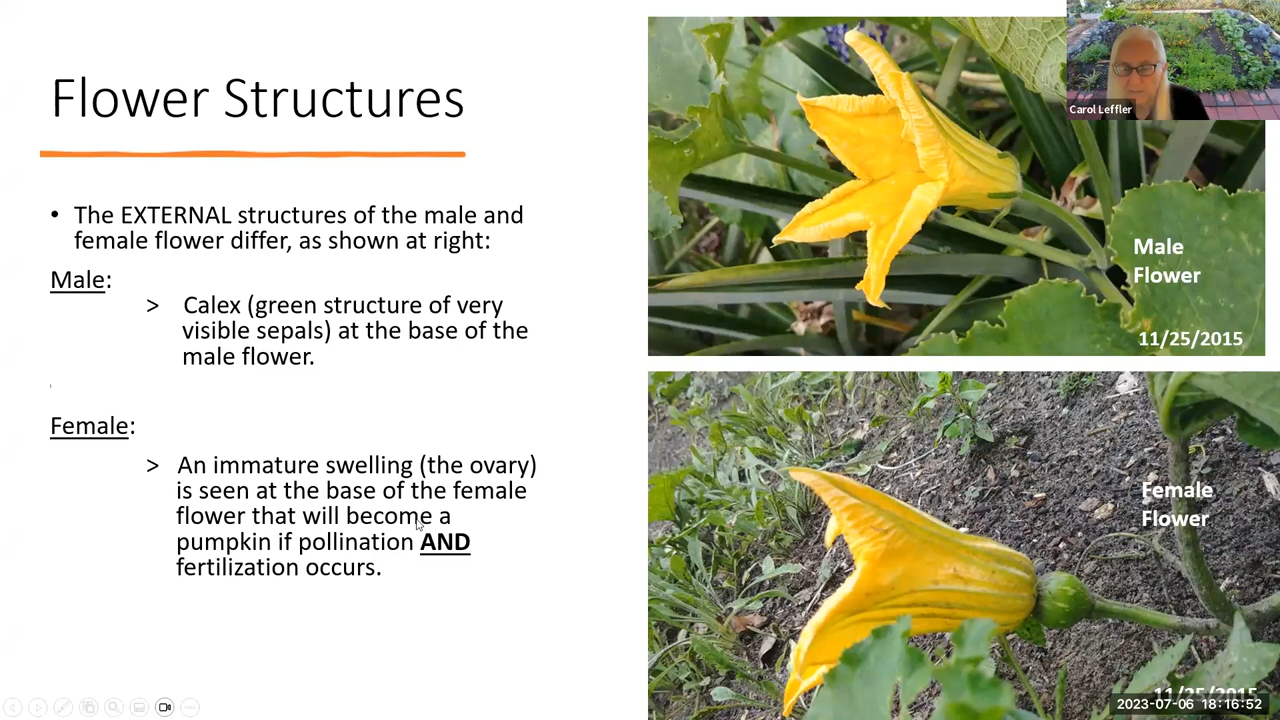 Flower Structures
• The EXTERNAL structures of the male and
female flower differ, as shown at right:
Male:
> Calex (green structure of very
visible sepals) at the base of the
male flower.
Female:
> An immature swelling (the ovary)
is seen at the base of the female
flower that will become a
pumpkin if pollination AND
fertilization occurs.
Carol Leffler
Male
Flower
11/25/2015
Female
Flower
11/25/2015
2023-07-06 18:16:52